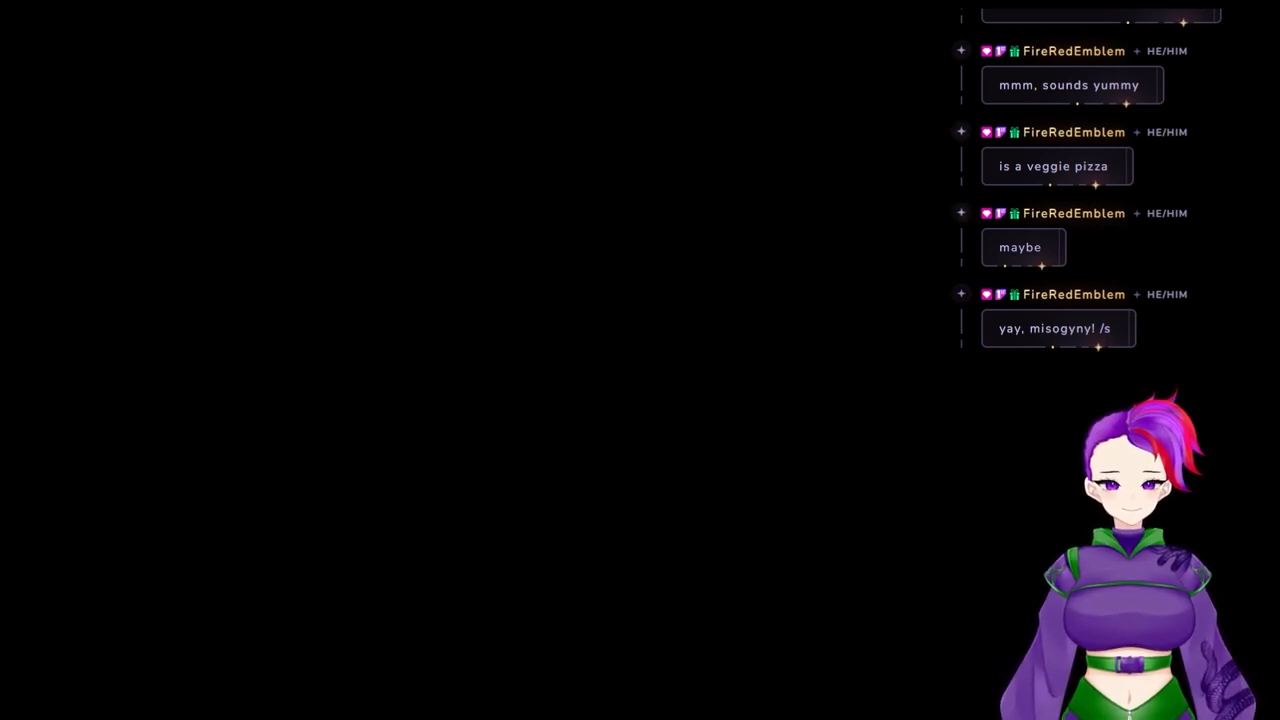 FireRedEmblem + HE/HIM
mmm, sounds yummy
FireRedEmblem + HE/HIM
is a veggie pizza
FireRedEmblem + HE/HIM
maybe
FireRedEmblem + HE/HIM
yay, misogyny! /s